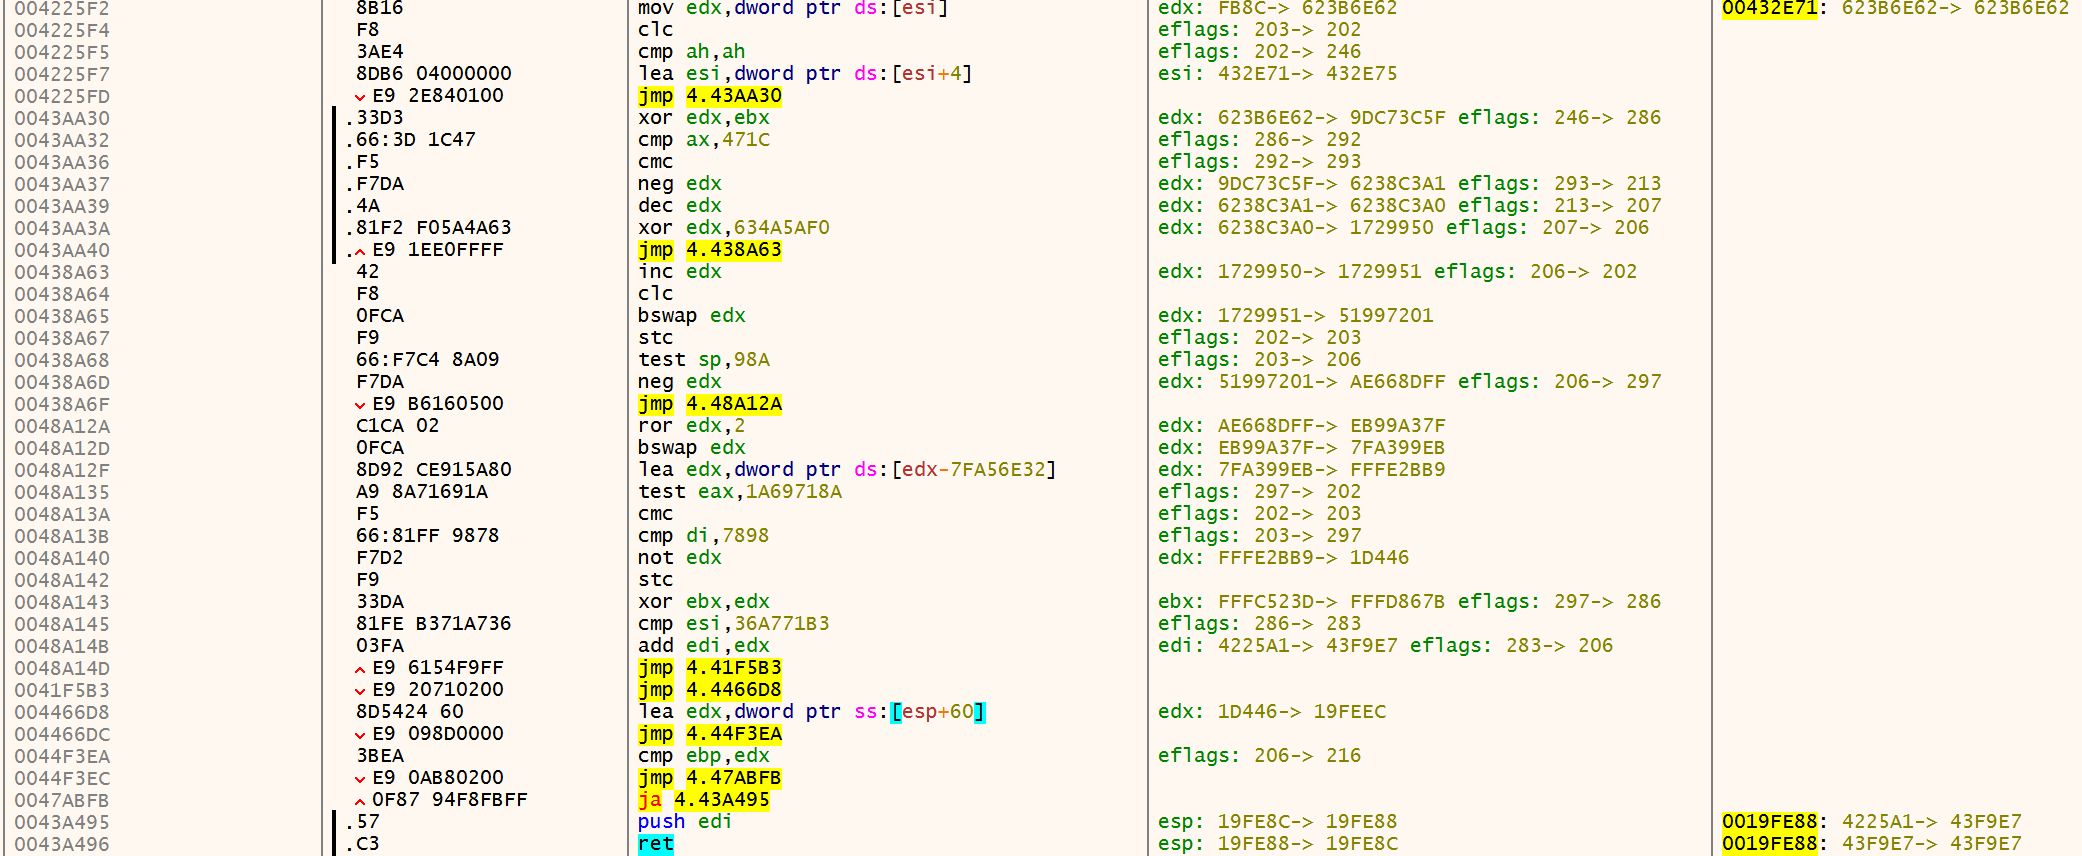 004225F2 8B16 mov edx,dword ptr ds:[esi] edx: FB8C-> 623B6E62 00432E71: 623B6E62-> 623B6E62
004225F4 F8 clc eflags: 203-> 202
004225F5 3AE4 cmp ah,ah eflags: 202-> 246
004225F7 8DB6 04000000 lea esi,dword ptr ds:[esi+4] esi: 432E71-> 432E75
004225FD E9 2E840100 jmp 4.43AA30
0043AA30 .33D3 xor edx,ebx edx: 623B6E62-> 9DC73C5F eflags: 246-> 286
0043AA32 .66:3D 1C47 cmp ax,471C eflags: 286-> 292
0043AA36 .F5 cmc eflags: 292-> 293
0043AA37 .F7DA neg edx edx: 9DC73C5F-> 6238C3A1 eflags: 293-> 213
0043AA39 .4A dec edx edx: 6238C3A1-> 6238C3A0 eflags: 213-> 207
0043AA3A .81F2 F05A4A63 xor edx,634A5AF0 edx: 6238C3A0-> 1729950 eflags: 207-> 206
0043AA40 .E9 1EE0FFFF jmp 4.438A63
00438A63 42 inc edx edx: 1729950-> 1729951 eflags: 206-> 202
00438A64 F8 clc
00438A65 0FCA bswap edx edx: 1729951-> 51997201
00438A67 F9 stc eflags: 202-> 203
00438A68 66:F7C4 8A09 test sp,98A eflags: 203-> 206
00438A6D F7DA neg edx edx: 51997201-> AE668DFF eflags: 206-> 297
00438A6F E9 B6160500 jmp 4.48A12A
0048A12A C1CA 02 ror edx,2 edx: AE668DFF-> EB99A37F
0048A12D 0FCA bswap edx edx: EB99A37F-> 7FA399EB
0048A12F 8D92 CE915A80 lea edx,dword ptr ds:[edx-7FA56E32] edx: 7FA399EB-> FFFE2BB9
0048A135 A9 8A71691A test eax,1A69718A eflags: 297-> 202
0048A13A F5 cmc eflags: 202-> 203
0048A13B 66:81FF 9878 cmp di,7898 eflags: 203-> 297
0048A140 F7D2 not edx edx: FFFE2BB9-> 1D446
0048A142 F9 stc
0048A143 33DA xor ebx,edx ebx: FFFC523D-> FFFD867B eflags: 297-> 286
0048A145 81FE B371A736 cmp esi,36A771B3 eflags: 286-> 283
0048A14B 03FA add edi,edx edi: 4225A1-> 43F9E7 eflags: 283-> 206
0048A14D E9 6154F9FF jmp 4.41F5B3
0041F5B3 E9 20710200 jmp 4.4466D8
004466D8 8D5424 60 lea edx,dword ptr ss:[esp+60] edx: 1D446-> 19FEEC
004466DC E9 098D0000 jmp 4.44F3EA
0044F3EA 3BEA cmp ebp,edx eflags: 206-> 216
0044F3EC E9 0AB80200 jmp 4.47ABFB
0047ABFB 0F87 94F8FBFF ja 4.43A495
0043A495 .57 push edi esp: 19FE8C-> 19FE88 0019FE88: 4225A1-> 43F9E7
0043A496 .C3 ret esp: 19FE88-> 19FE8C 0019FE88: 43F9E7-> 43F9E7